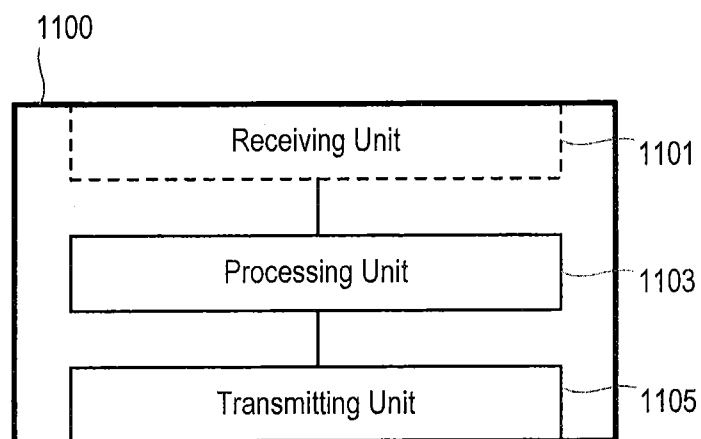 1100
Receiving Unit
1101
Processing Unit
1103
Transmitting Unit
1105